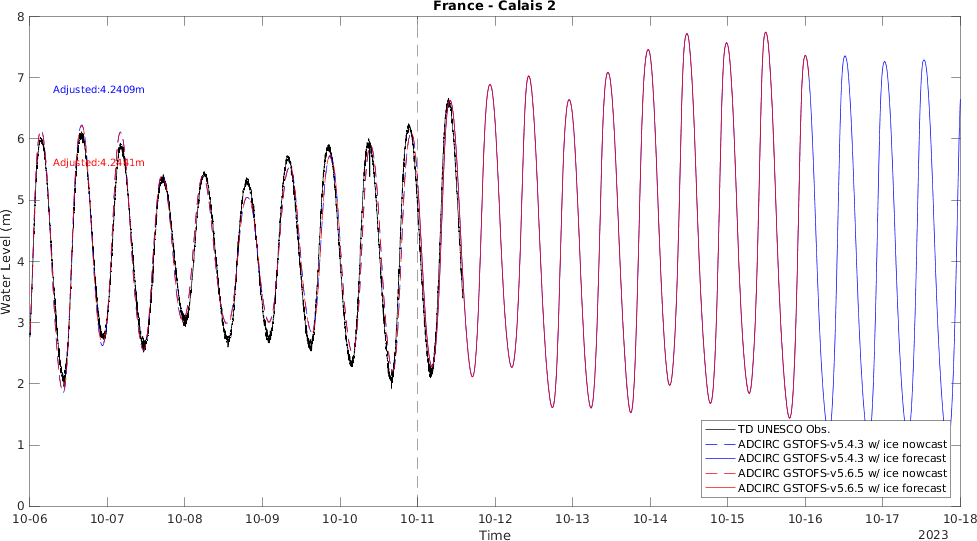 France - Calais 2
8
7
6
5
4
3
2
1
0
Water Level (m)
Adjusted:4.2409m
Adjusted:4.2441m
TD UNESCO Obs.
ADCIRC GSTOFS-v5.4.3 w/ ice nowcast
ADCIRC GSTOFS-v5.4.3 w/ ice forecast
ADCIRC GSTOFS-v5.6.5 w/ ice nowcast
ADCIRC GSTOFS-v5.6.5 w/ ice forecast
10-06 10-07 10-08 10-09 10-10 10-11 10-12 10-13 10-14 10-15 10-16 10-17 10-18
Time
2023